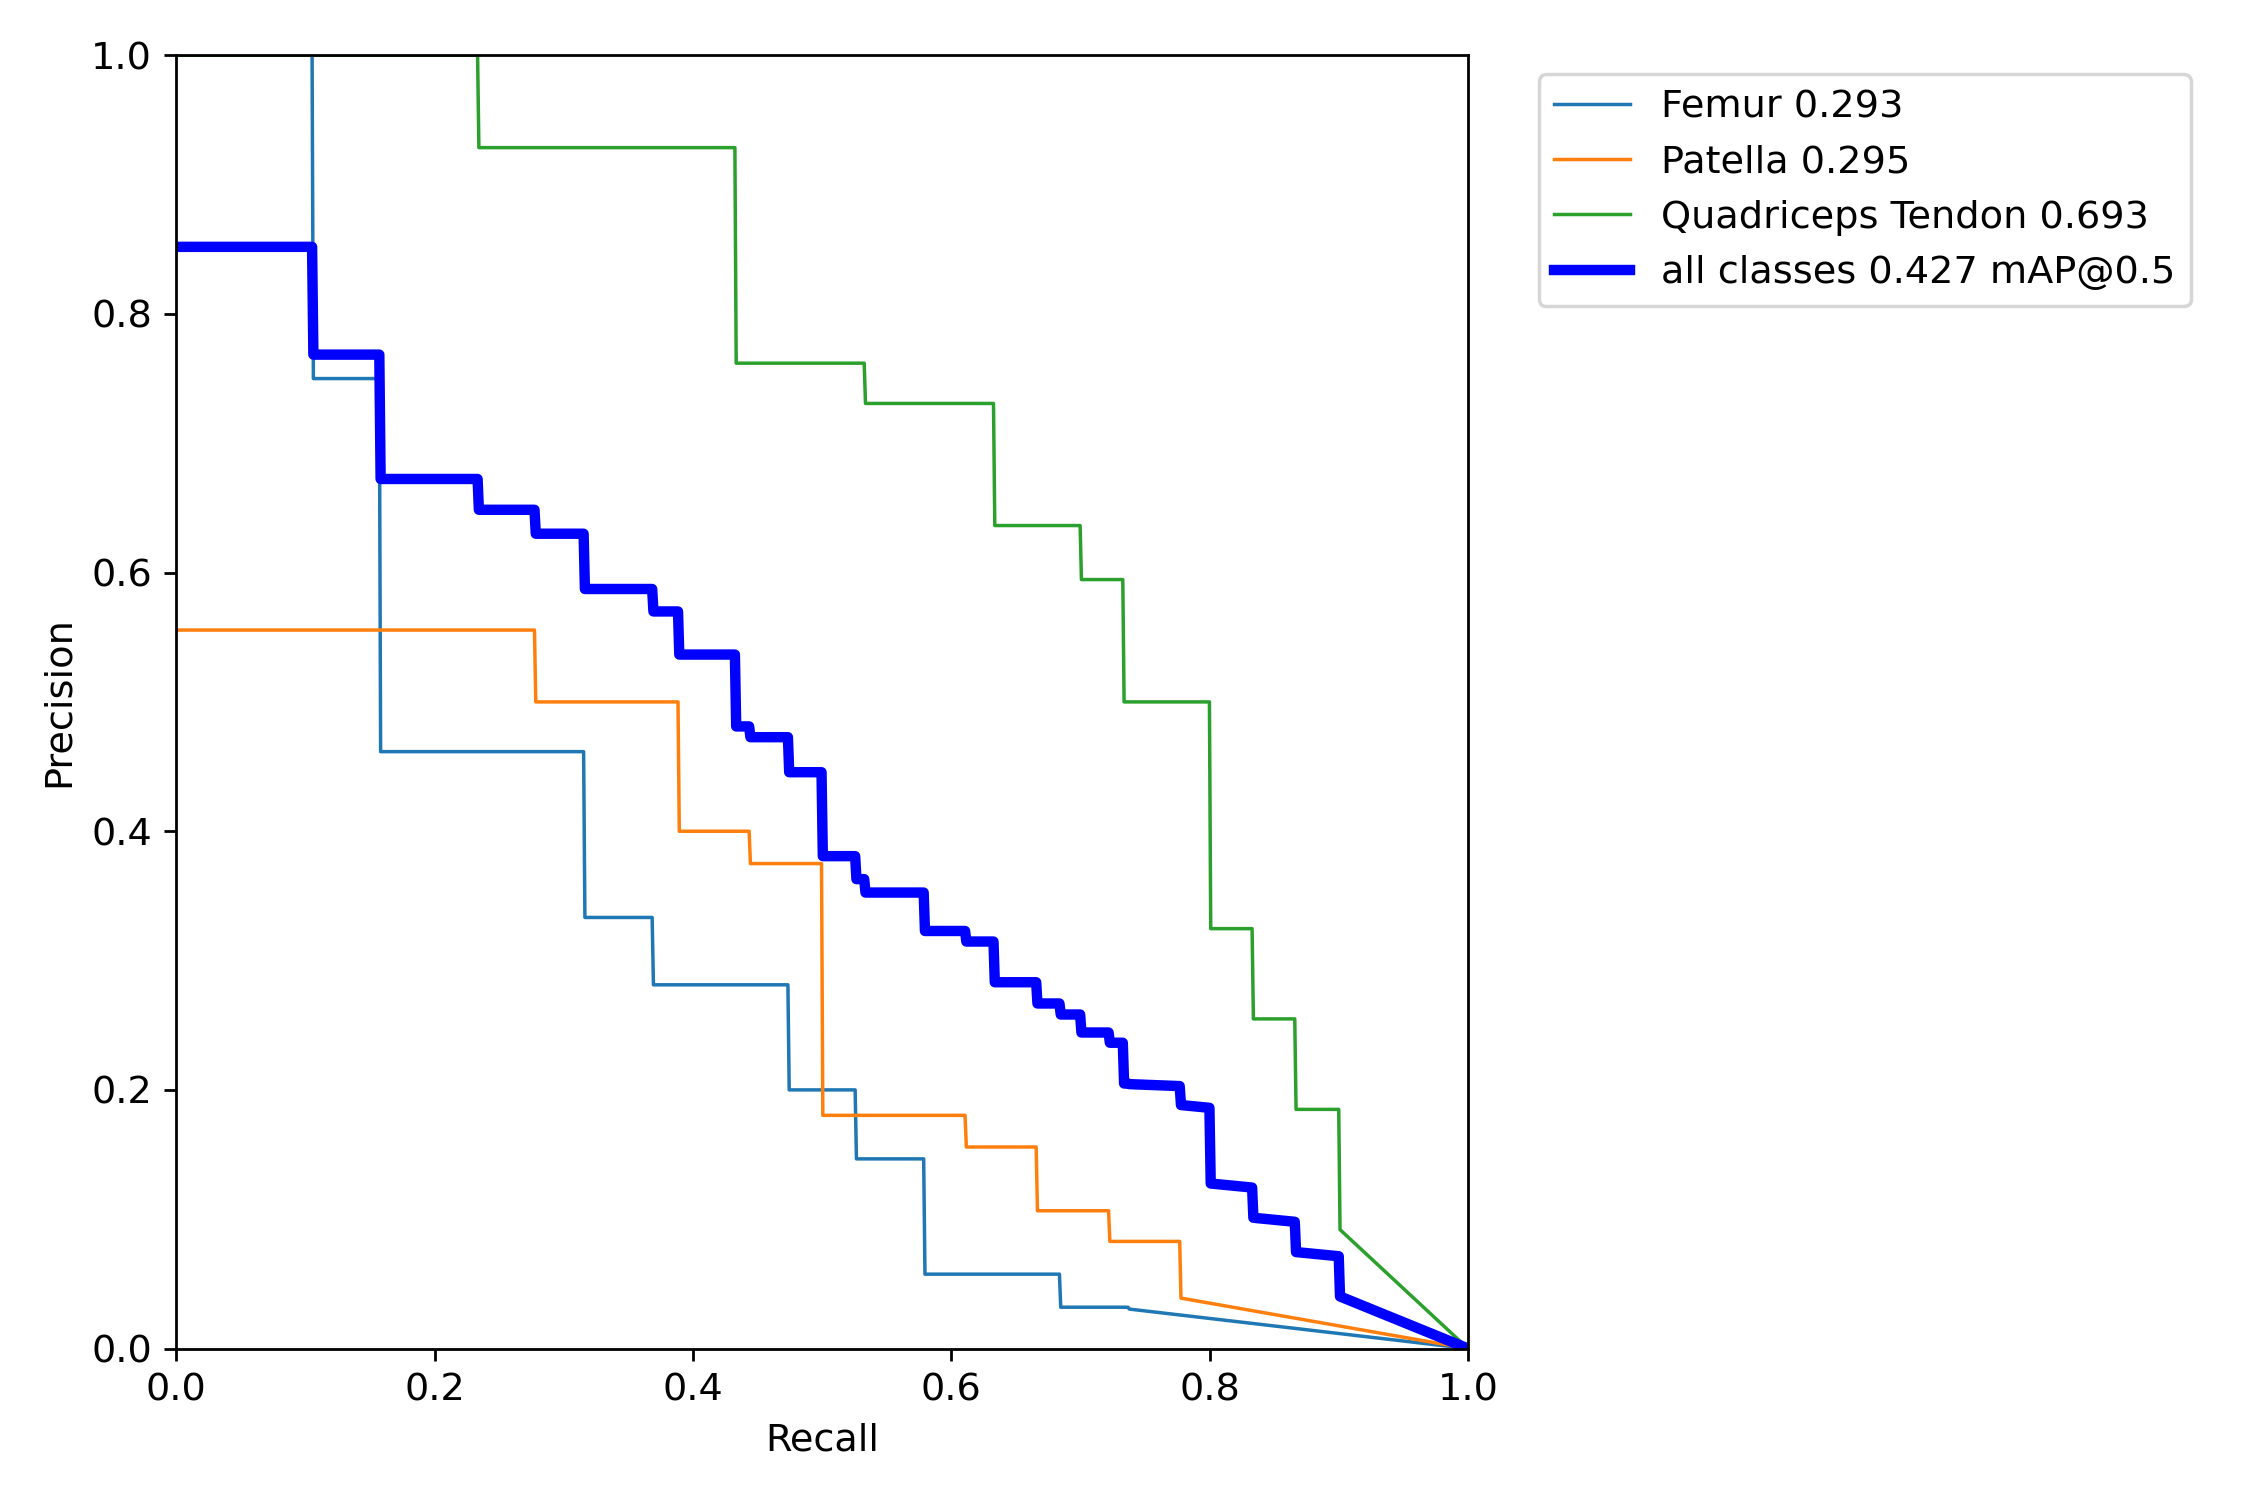 1.0
0.8
0.6
0.4
0.2
0.0
Precision
0.0 0.2 0.4 0.6 0.8 1.0
Recall
Femur 0.293
Patella 0.295
Quadriceps Tendon 0.693
all classes 0.427 mAP@0.5